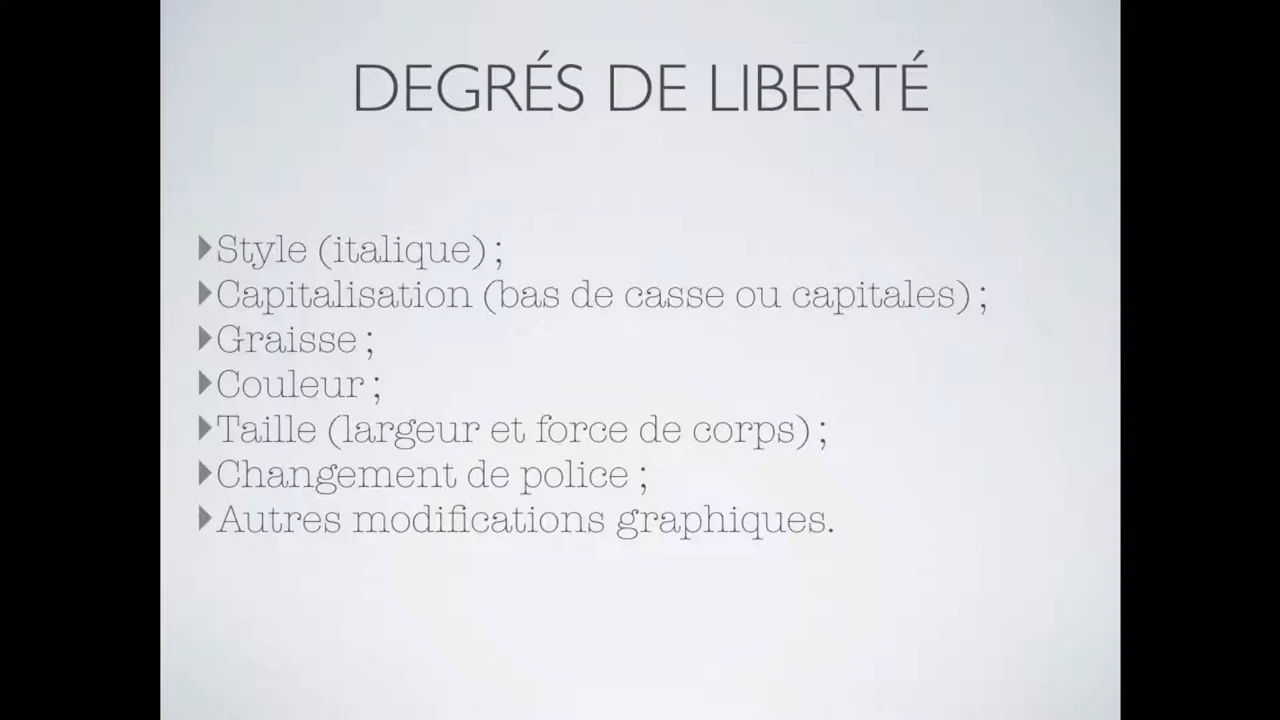 DEGRÉS DE LIBERTÉ
Style (italique) ;
Capitalisation (bas de casse ou capitales) ;
Graisse ;
Couleur ;
Taille (largeur et force de corps) ;
Changement de police ;
Autres modifications graphiques.